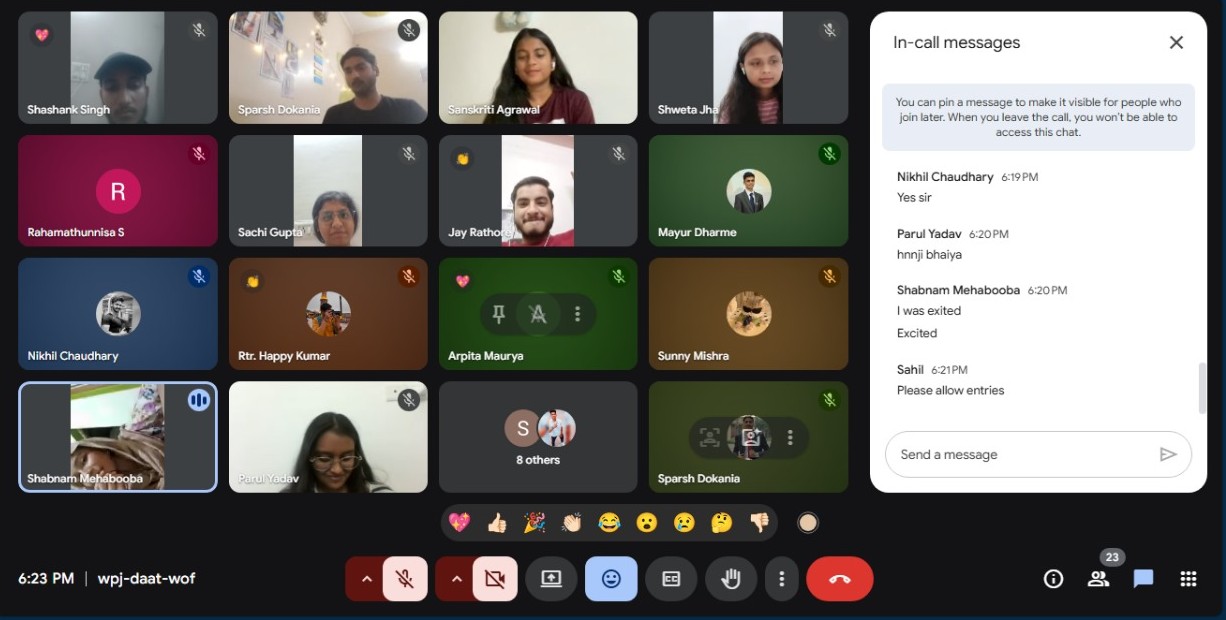 Shashank Singh
Sparsh Dokania
Sanskriti Agrawal
Shweta Jha
R
Rahamathunnisa S
Sachi Gupta
Jay Rathore
Mayur Dharme
Nikhil Chaudhary
Rtr. Happy Kumar
Arpita Maurya
Sunny Mishra
Shabnam Mehabooba
Parul Yadav
S
8 others
Sparsh Dokania
6:23 PM | wpj-daat-wof
CC
23
In-call messages
You can pin a message to make it visible for people who
join later. When you leave the call, you won't be able to
access this chat.
Nikhil Chaudhary 6:19 PM
Yes sir
Parul Yadav 6:20 PM
hnnji bhaiya
Shabnam Mehabooba 6:20 PM
I was exited
Excited
Sahil 6:21 PM
Please allow entries
Send a message